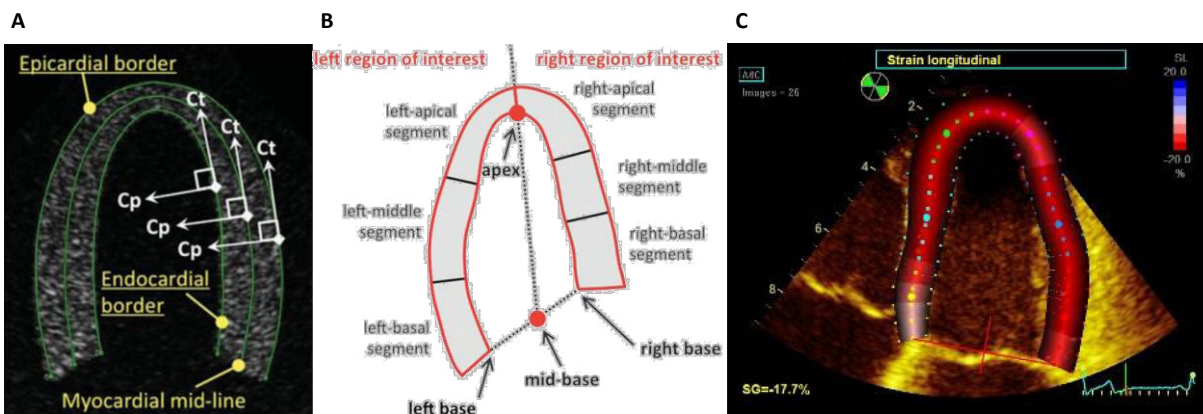 A
Epicardial border
Ct
Ct
Ct
Cp
Cp
Cp
Endocardial
border
Myocardial mid-line
B
left region of interest
right region of interest
left-apical
segment
right-apical
segment
apex
right-middle
segment
left-middle
segment
right-basal
segment
left-basal
segment
right base
mid-base
left base
C
Strain longitudinal
Images - 26
SL
20.0
-20.0
%
2
4
6
8
SG=-17.7%